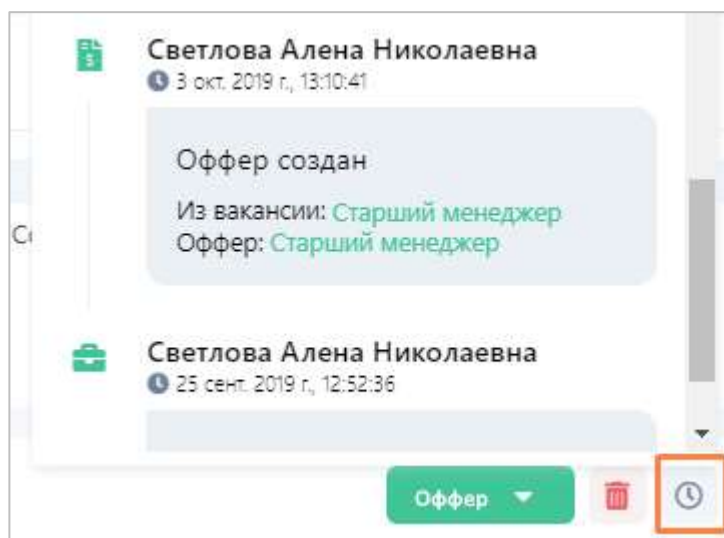 Светлова Алена Николаевна
3 окт. 2019 г., 13:10:41
Оффер создан
Из вакансии: Старший менеджер
Оффер: Старший менеджер
Светлова Алена Николаевна
25 сент. 2019 г., 12:52:36
Оффер